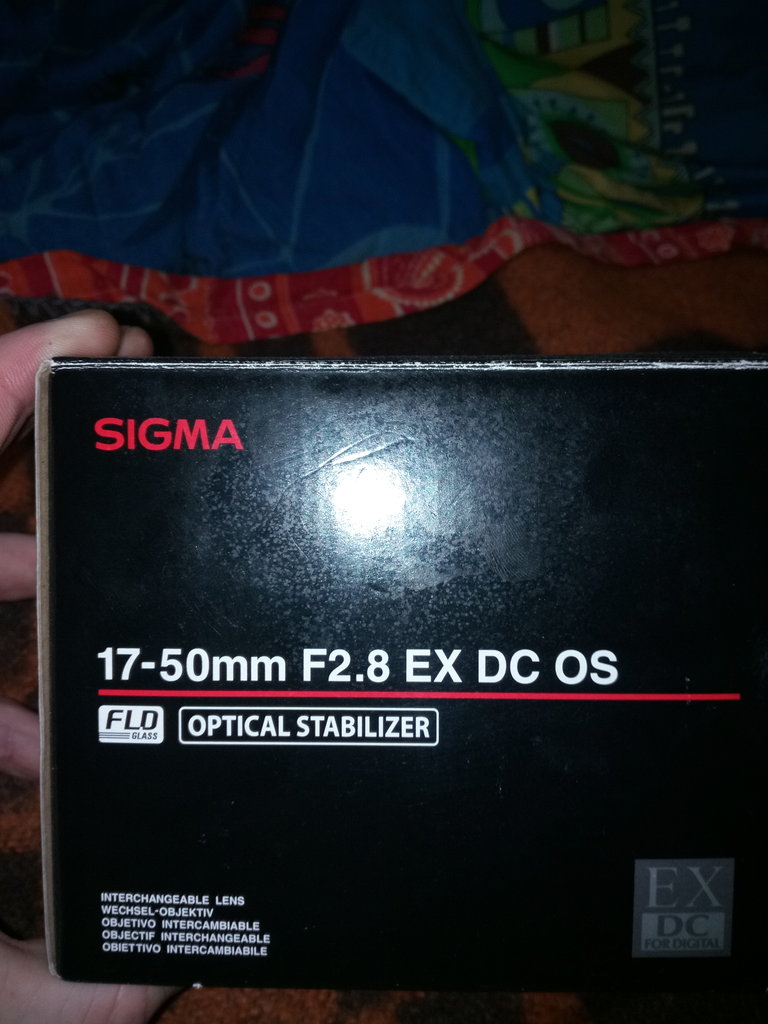 SIGMA
17-50mm F2.8 EX DC OS
FLD
GLASS
OPTICAL STABILIZER
INTERCHANGEABLE LENS
WECHSEL-OBJEKTIV
OBJETIVO INTERCAMBIABLE
OBJECTIF INTERCHANGEABLE
OBIETTIVO INTERCAMBIABILE
EX
DC
FOR DIGITAL